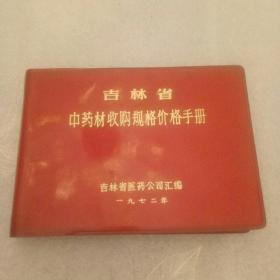 吉林省
中药材收购规格价格手册
吉林省医药公司汇编
一九七二年